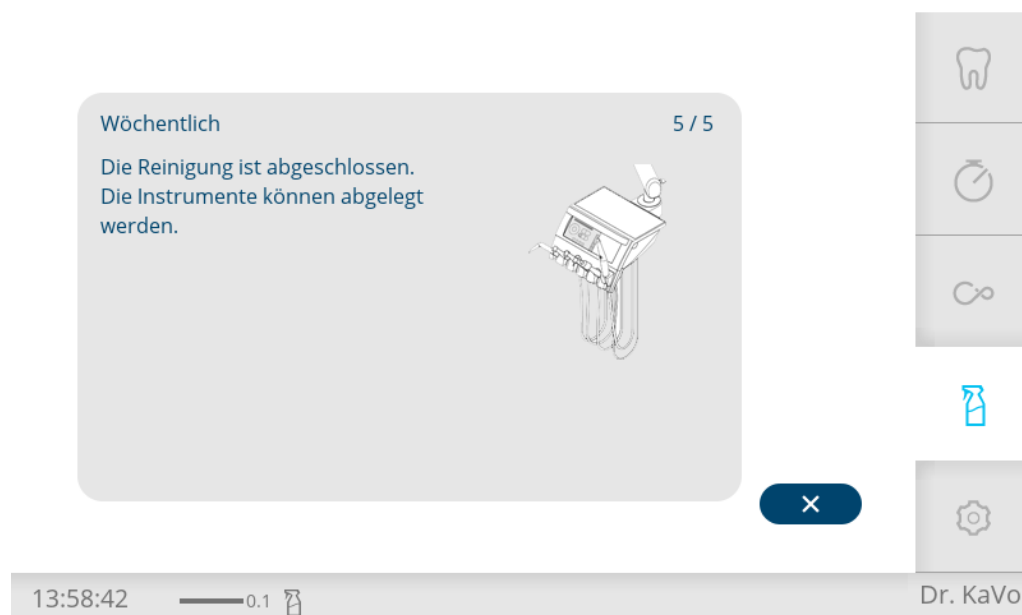 Wöchentlich 5 / 5
Die Reinigung ist abgeschlossen.
Die Instrumente können abgelegt
werden.
13:58:42 0.1 Dr. KaVo